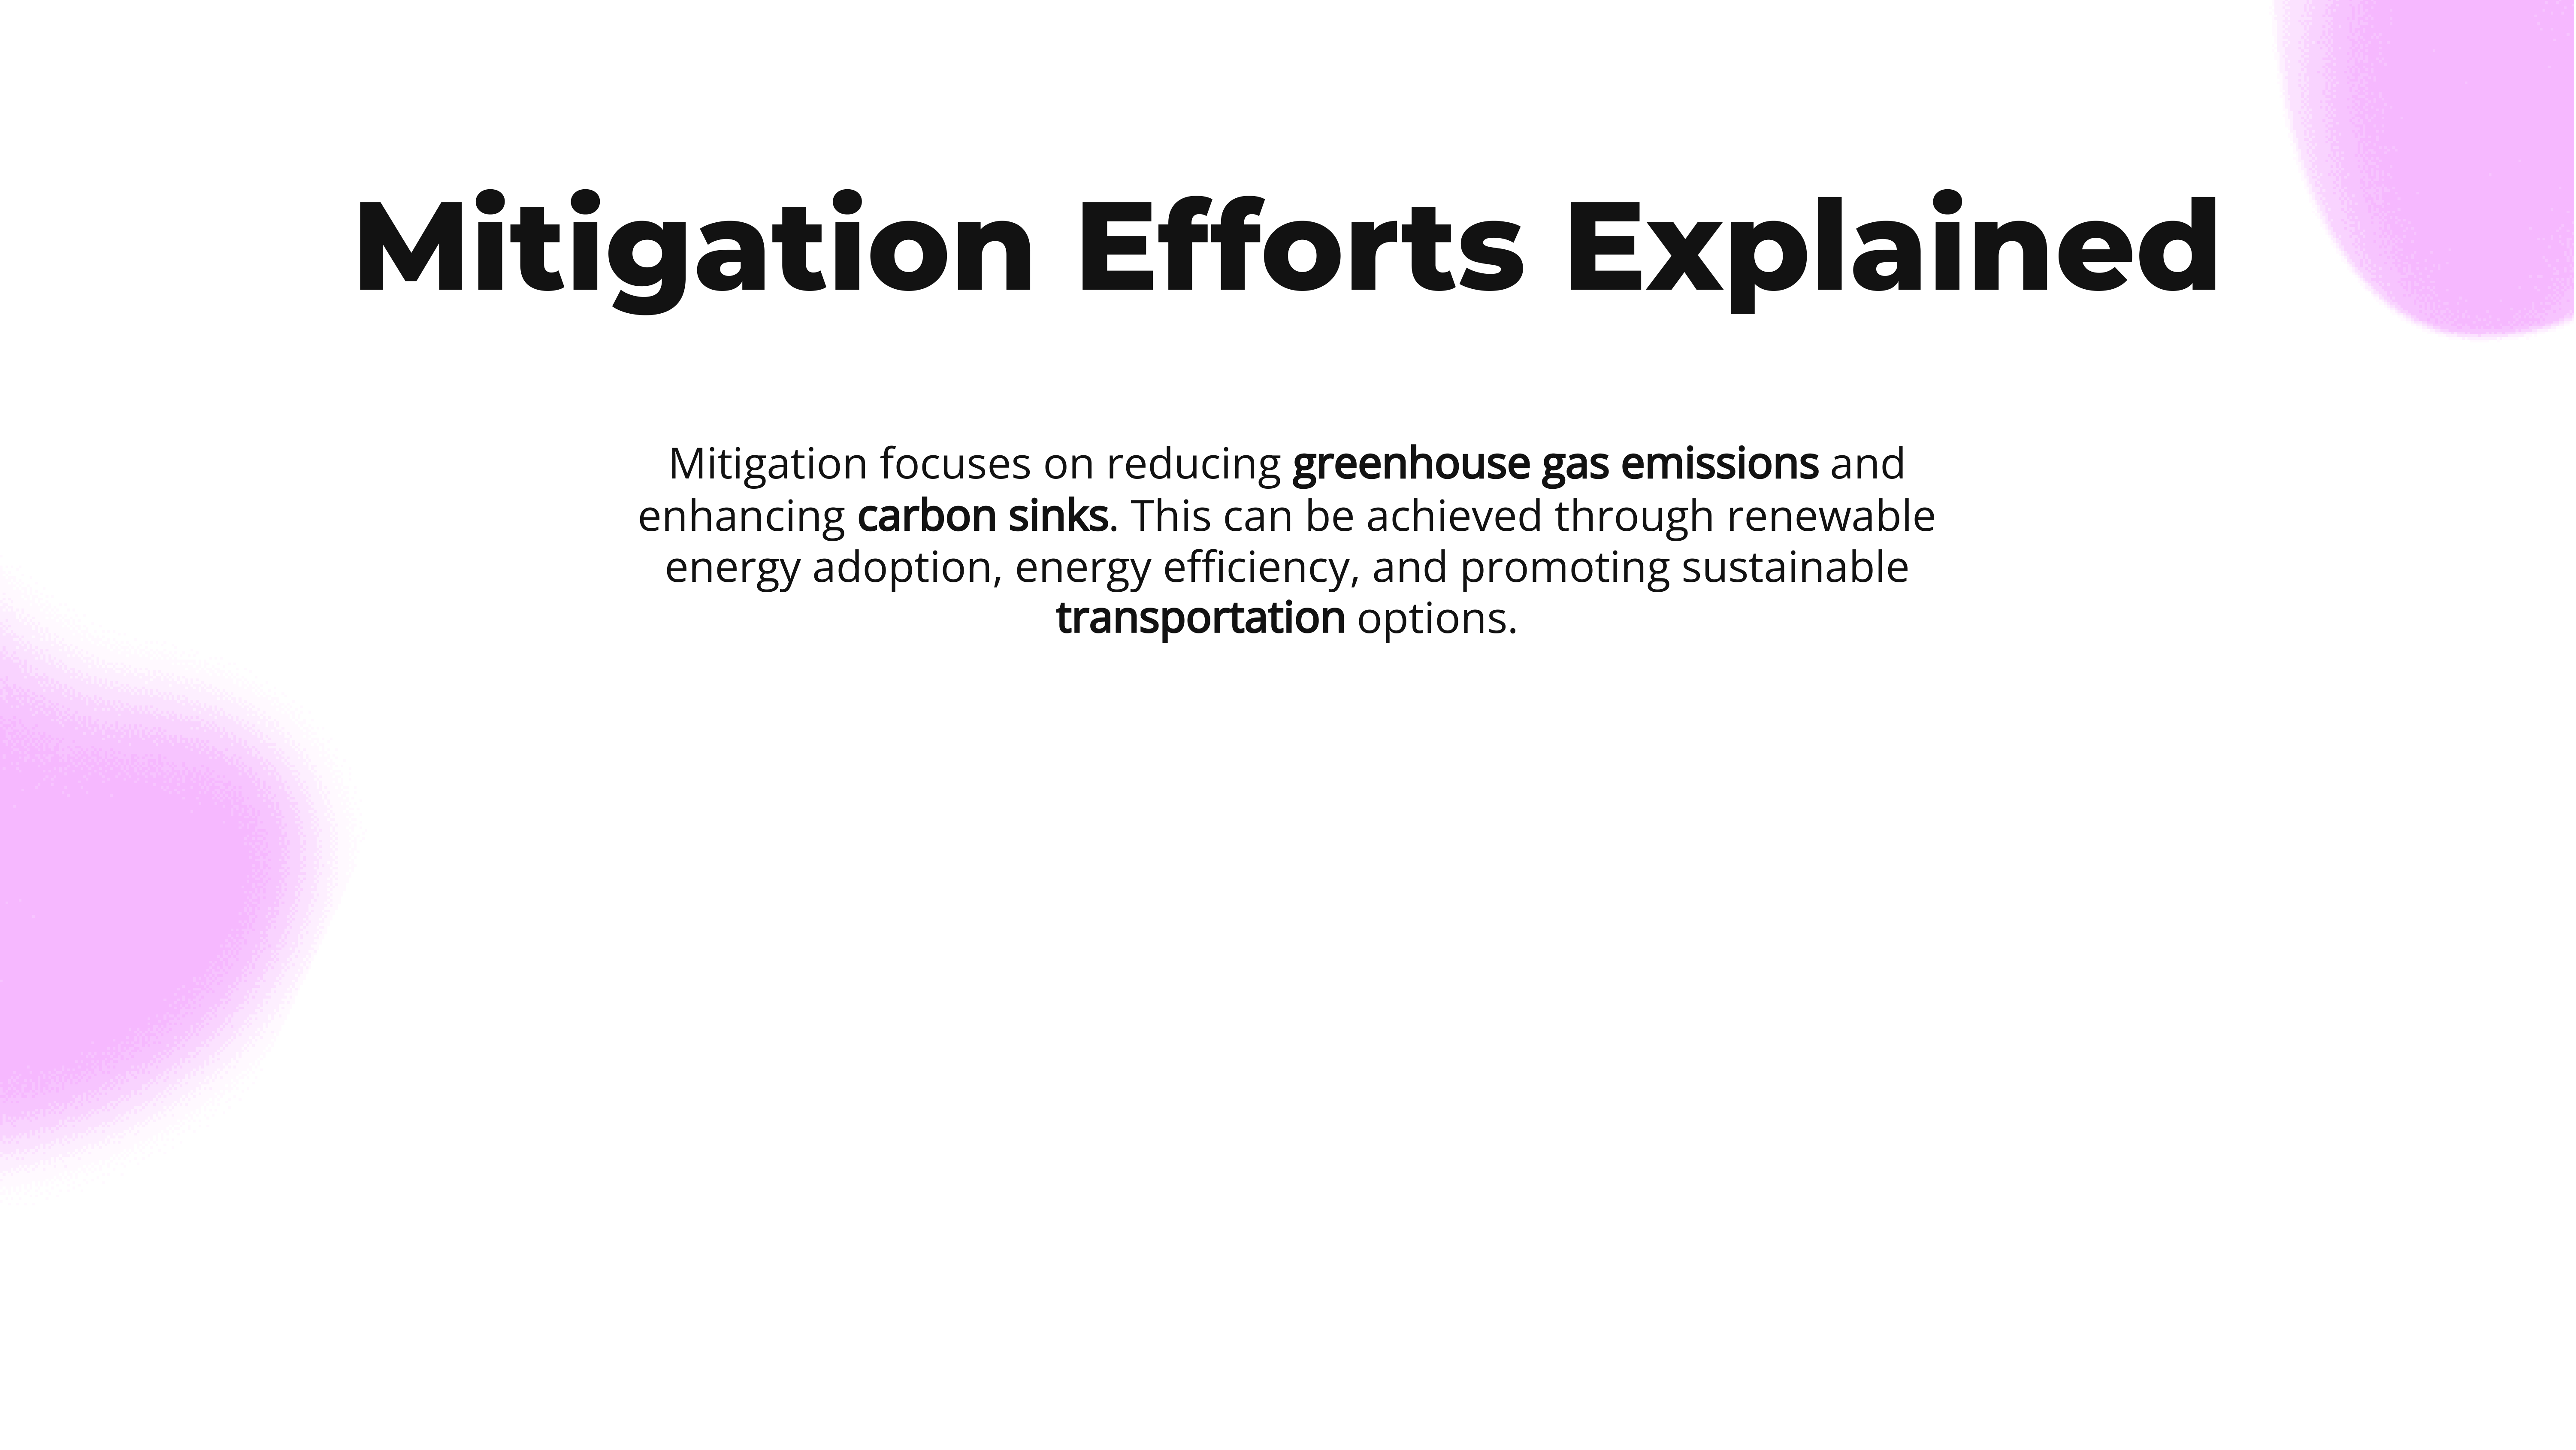 Mitigation Efforts Explained
Mitigation focuses on reducing greenhouse gas emissions and
enhancing carbon sinks. This can be achieved through renewable
energy adoption, energy efficiency, and promoting sustainable
transportation options.